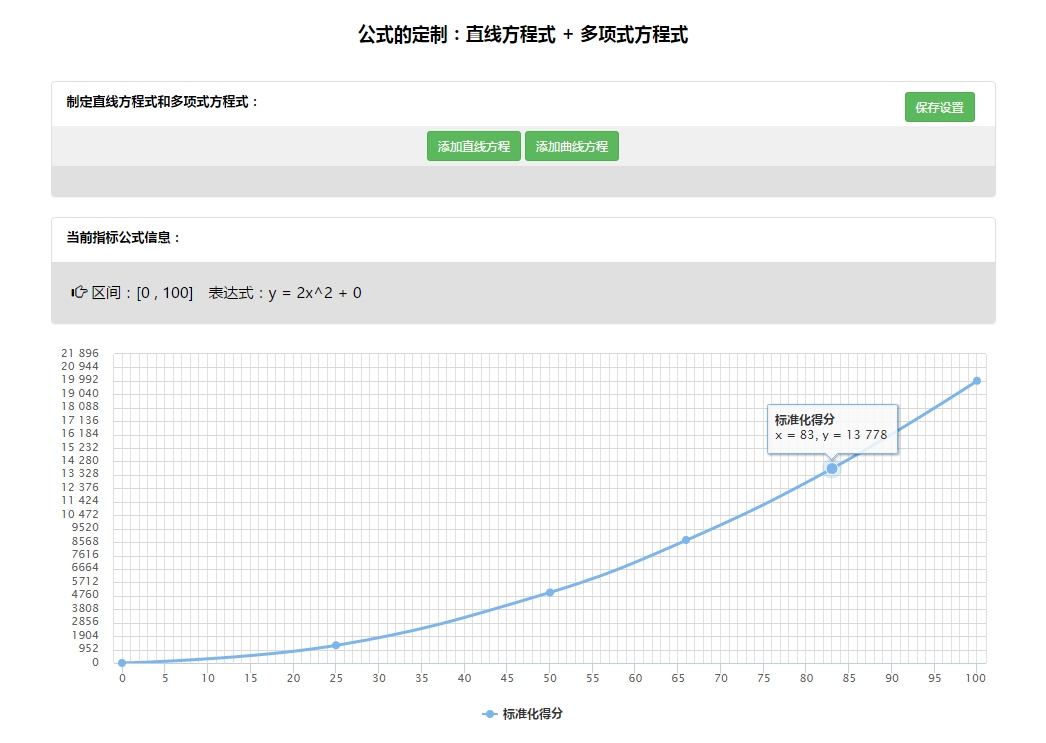 公式的定制：直线方程式 + 多项式方程式
制定直线方程式和多项式方程式：
保存设置
添加直线方程 添加曲线方程
当前指标公式信息：
区间：[0 , 100] 表达式：y = 2x^2 + 0
21 896
20 944
19 992
19 040
18 088
17 136
16 184
15 232
14 280
13 328
12 376
11 424
10 472
9520
8568
7616
6664
5712
4760
3808
2856
1904
952
0
标准化得分
x = 83, y = 13 778
0 5 10 15 20 25 30 35 40 45 50 55 60 65 70 75 80 85 90 95 100
标准化得分